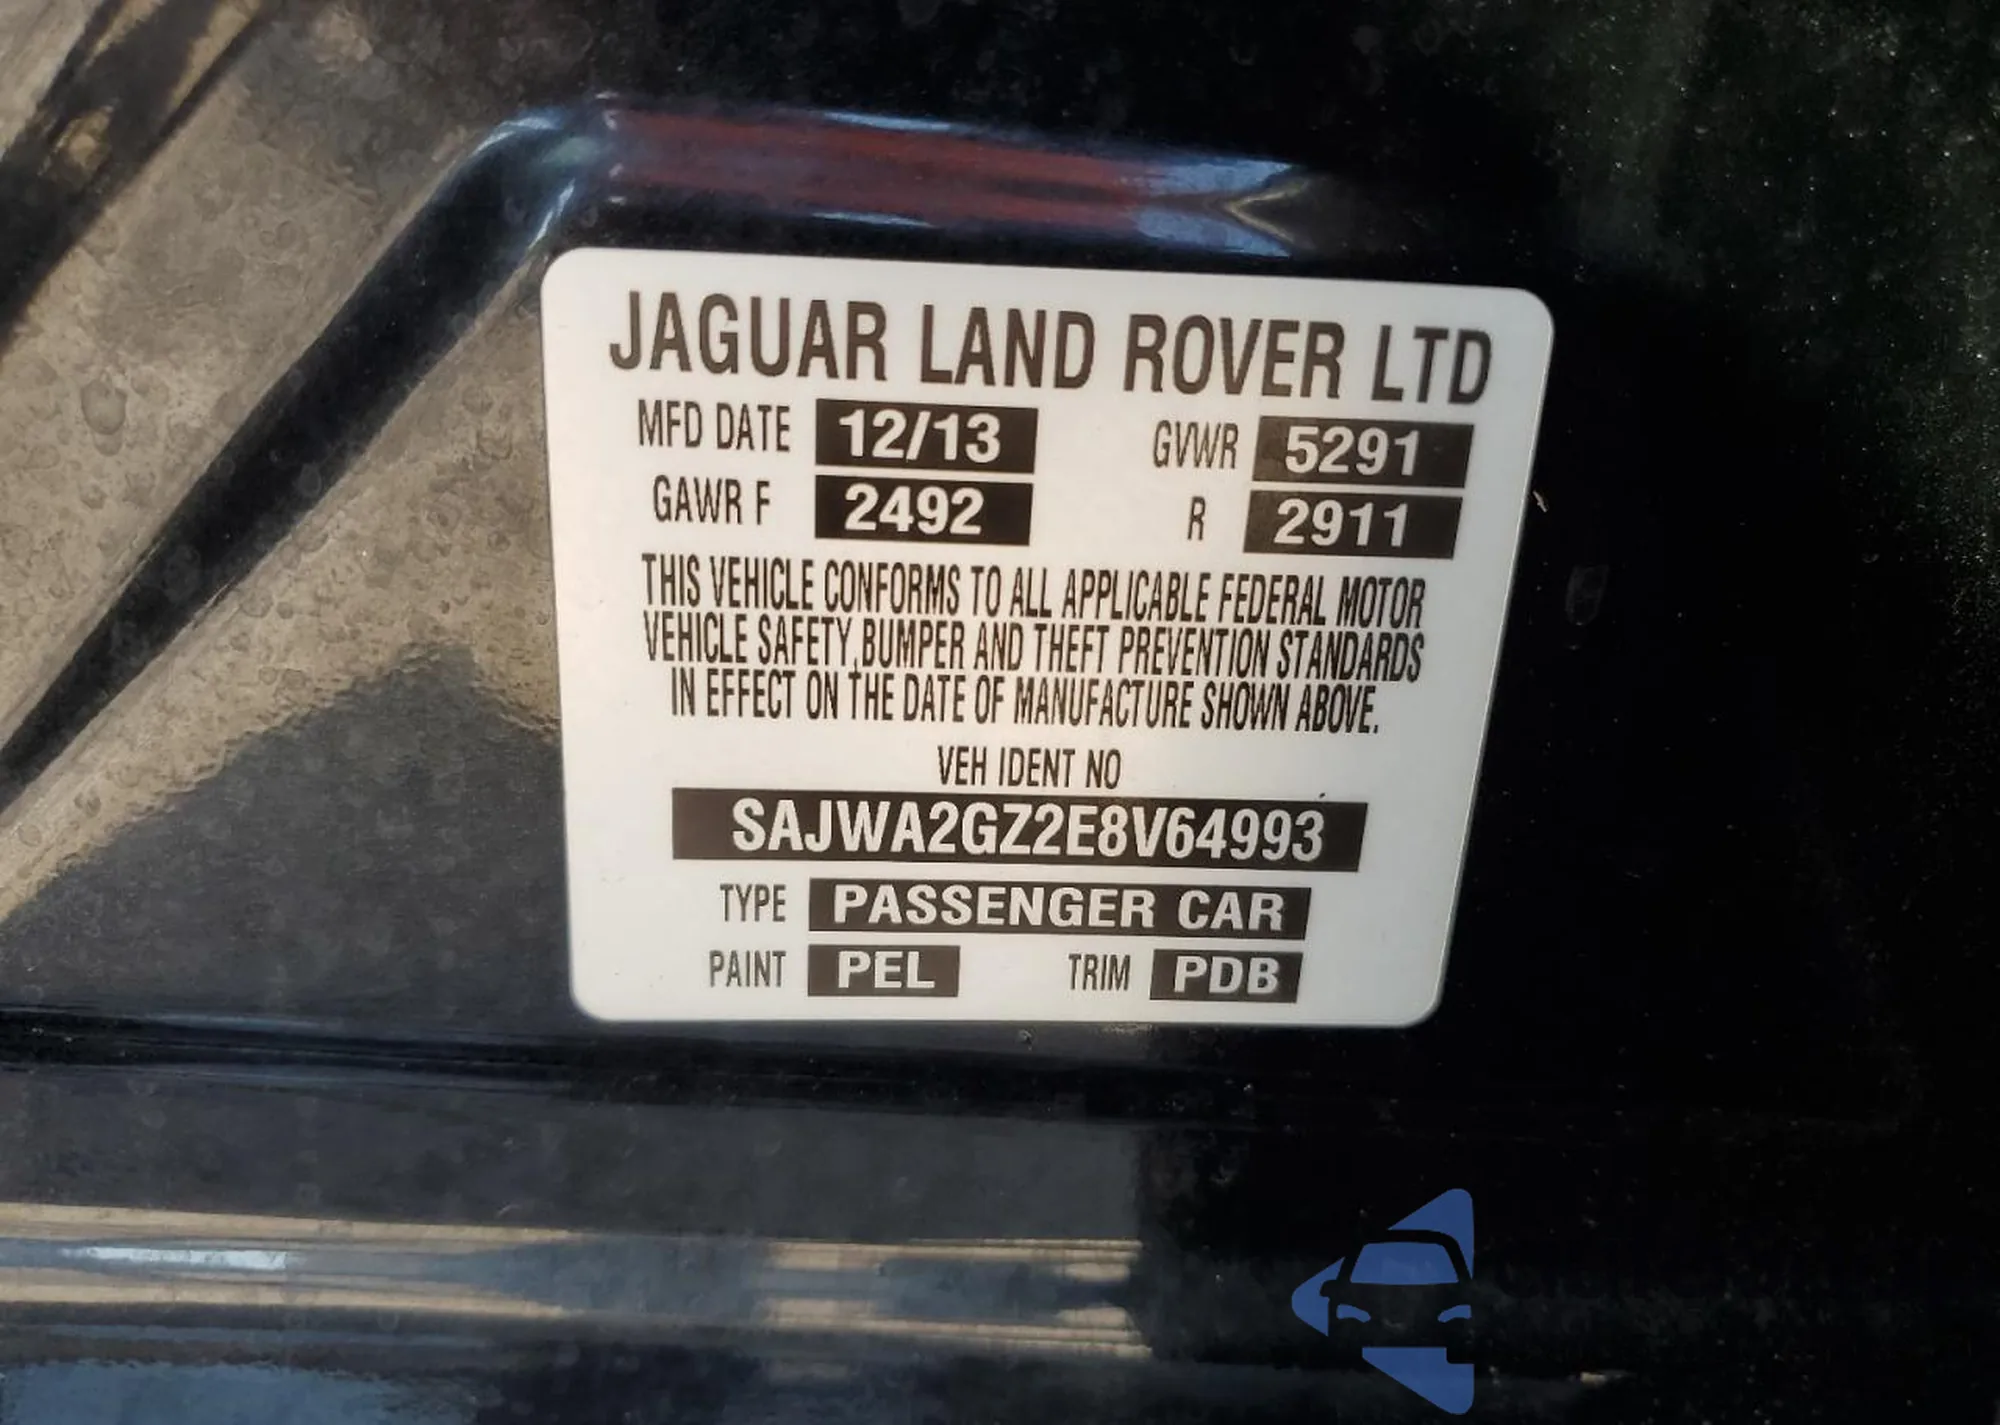 JAGUAR LAND ROVER LTD
MFD DATE 12/13 GVWR 5291
GAWR F 2492 R 2911
THIS VEHICLE CONFORMS TO ALL APPLICABLE FEDERAL MOTOR
VEHICLE SAFETY, BUMPER AND THEFT PREVENTION STANDARDS
IN EFFECT ON THE DATE OF MANUFACTURE SHOWN ABOVE.
VEH IDENT NO
SAJWA2GZ2E8V64993
TYPE PASSENGER CAR
PAINT PEL TRIM PDB